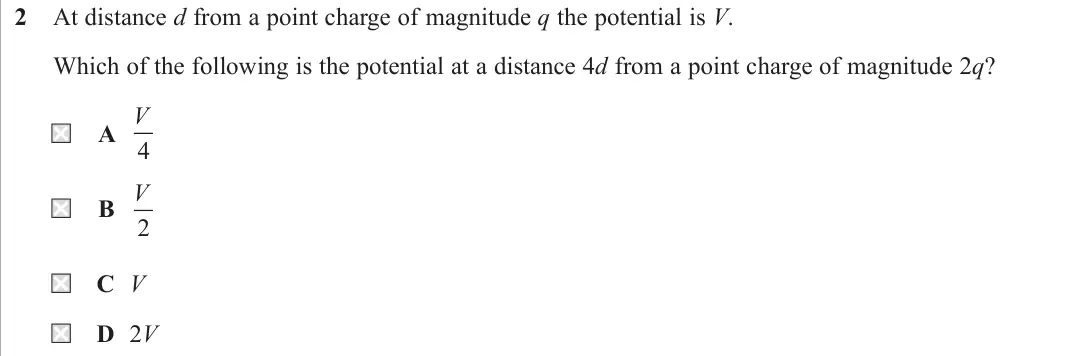 2 At distance d from a point charge of magnitude q the potential is V.
Which of the following is the potential at a distance 4d from a point charge of magnitude 2q?
A V/4
B V/2
C V
D 2V